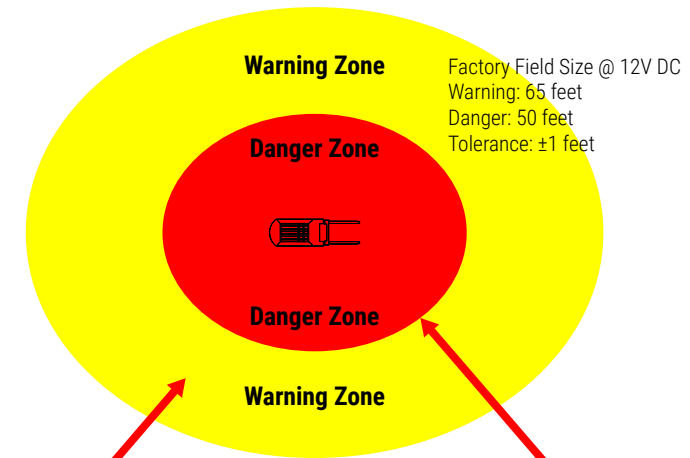 Warning Zone
Factory Field Size @ 12V DC
Warning: 65 feet
Danger: 50 feet
Tolerance: ±1 feet
Danger Zone
Danger Zone
Warning Zone